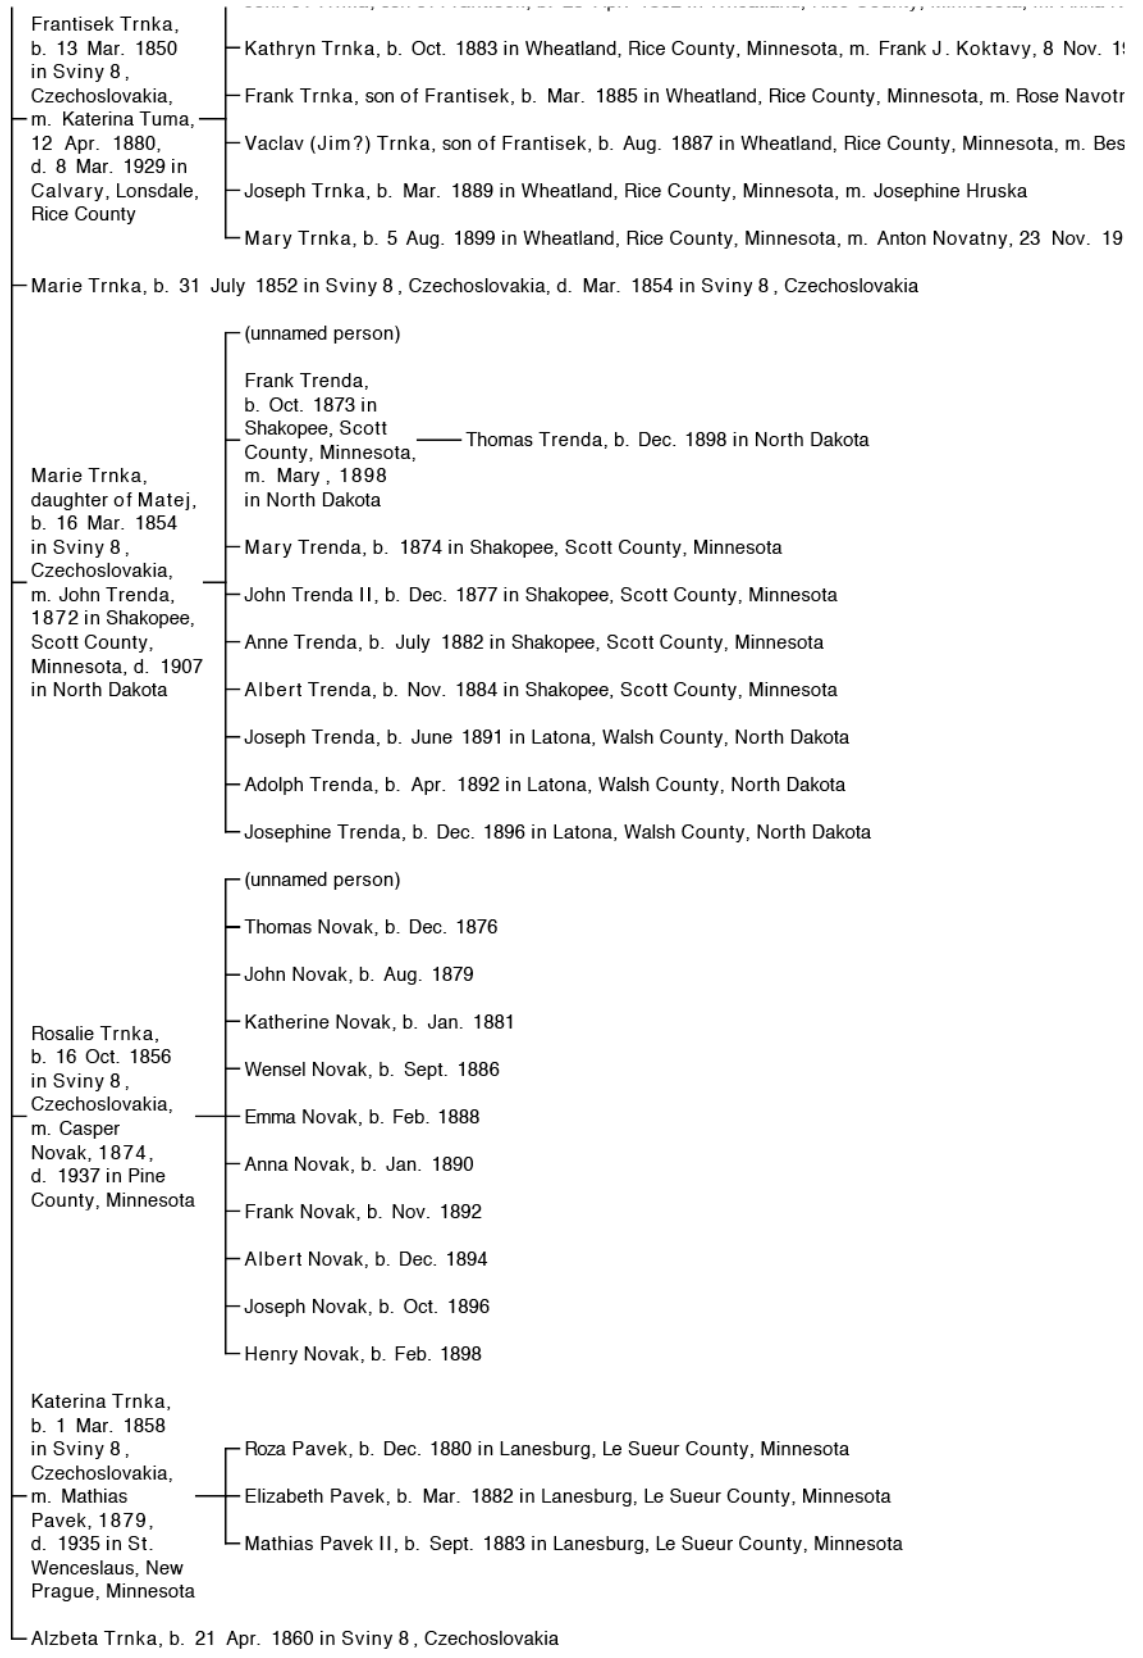 Frantisek Trnka,
b. 13 Mar. 1850
in Sviny 8,
Czechoslovakia,
m. Katerina Tuma,
12 Apr. 1880,
d. 8 Mar. 1929 in
Calvary, Lonsdale,
Rice County
Kathryn Trnka, b. Oct. 1883 in Wheatland, Rice County, Minnesota, m. Frank J. Koktavy, 8 Nov.
Frank Trnka, son of Frantisek, b. Mar. 1885 in Wheatland, Rice County, Minnesota, m. Rose
Vaclav (Jim?) Trnka, son of Frantisek, b. Aug. 1887 in Wheatland, Rice County, Minnesota, m.
Joseph Trnka, b. Mar. 1889 in Wheatland, Rice County, Minnesota, m. Josephine Hruska
Mary Trnka, b. 5 Aug. 1899 in Wheatland, Rice County, Minnesota, m. Anton Novatny, 23 Nov. 19
Marie Trnka, b. 31 July 1852 in Sviny 8, Czechoslovakia, d. Mar. 1854 in Sviny 8, Czechoslovakia
Marie Trnka,
daughter of Matej,
b. 16 Mar. 1854
in Sviny 8,
Czechoslovakia,
m. John Trenda,
1872 in Shakopee,
Scott County,
Minnesota, d. 1907
in North Dakota
(unnamed person)
Frank Trenda,
b. Oct. 1873 in
Shakopee, Scott
County, Minnesota,
m. Mary , 1898
in North Dakota
Thomas Trenda, b. Dec. 1898 in North Dakota
Mary Trenda, b. 1874 in Shakopee, Scott County, Minnesota
John Trenda II, b. Dec. 1877 in Shakopee, Scott County, Minnesota
Anne Trenda, b. July 1882 in Shakopee, Scott County, Minnesota
Albert Trenda, b. Nov. 1884 in Shakopee, Scott County, Minnesota
Joseph Trenda, b. June 1891 in Latona, Walsh County, North Dakota
Adolph Trenda, b. Apr. 1892 in Latona, Walsh County, North Dakota
Josephine Trenda, b. Dec. 1896 in Latona, Walsh County, North Dakota
Rosalie Trnka,
b. 16 Oct. 1856
in Sviny 8,
Czechoslovakia,
m. Casper
Novak, 1874,
d. 1937 in Pine
County, Minnesota
(unnamed person)
Thomas Novak, b. Dec. 1876
John Novak, b. Aug. 1879
Katherine Novak, b. Jan. 1881
Wensel Novak, b. Sept. 1886
Emma Novak, b. Feb. 1888
Anna Novak, b. Jan. 1890
Frank Novak, b. Nov. 1892
Albert Novak, b. Dec. 1894
Joseph Novak, b. Oct. 1896
Henry Novak, b. Feb. 1898
Katerina Trnka,
b. 1 Mar. 1858
in Sviny 8,
Czechoslovakia,
m. Mathias
Pavek, 1879,
d. 1935 in St.
Wenceslaus, New
Prague, Minnesota
Roza Pavek, b. Dec. 1880 in Lanesburg, Le Sueur County, Minnesota
Elizabeth Pavek, b. Mar. 1882 in Lanesburg, Le Sueur County, Minnesota
Mathias Pavek II, b. Sept. 1883 in Lanesburg, Le Sueur County, Minnesota
Alzbeta Trnka, b. 21 Apr. 1860 in Sviny 8, Czechoslovakia